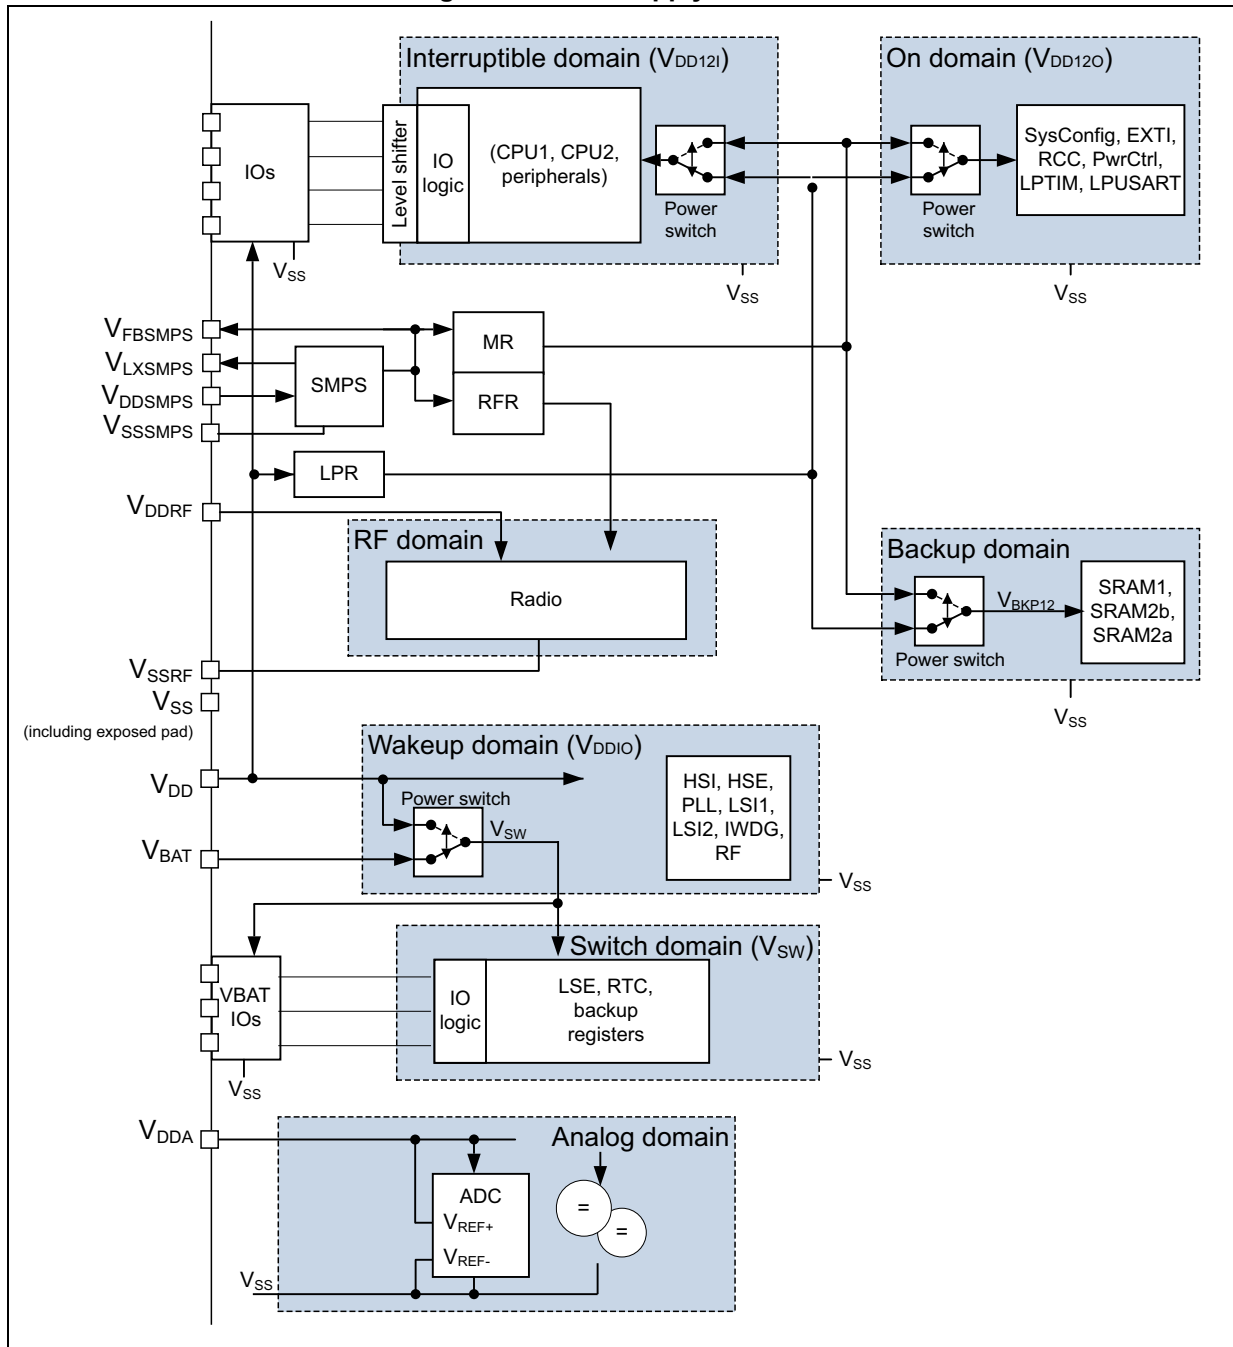 Interruptible domain (VDD12I)
On domain (VDD12O)
IOs
Level shifter
IO
logic
(CPU1, CPU2,
peripherals)
Power
switch
Power
switch
SysConfig, EXTI,
RCC, PwrCtrl,
LPTIM, LPUSART
VSS
VSS
VSS
VFBSMPS
VLXSMPS
VDDSMPS
VSSSMPS
SMPS
MR
RFR
LPR
VDDRF
RF domain
Radio
Backup domain
VBKP12
SRAM1,
SRAM2b,
SRAM2a
Power switch
VSS
VSSRF
VSS
(including exposed pad)
VDD
VBAT
Wakeup domain (VDDIO)
Power switch
VSW
HSI, HSE,
PLL, LSI1,
LSI2, IWDG,
RF
VSS
Switch domain (VSW)
VBAT
IOs
IO
logic
LSE, RTC,
backup
registers
VSS
VSS
VDDA
Analog domain
ADC
VREF+
VREF-
=
=
VSS